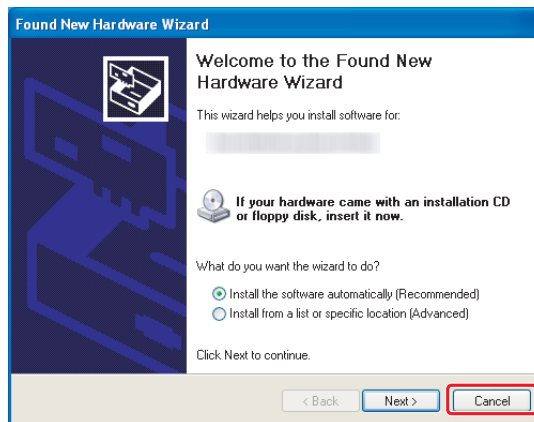 Found New Hardware Wizard
Welcome to the Found New
Hardware Wizard
This wizard helps you install software for:
If your hardware came with an installation CD
or floppy disk, insert it now.
What do you want the wizard to do?
Install the software automatically (Recommended)
Install from a list or specific location (Advanced)
Click Next to continue.
< Back Next > Cancel